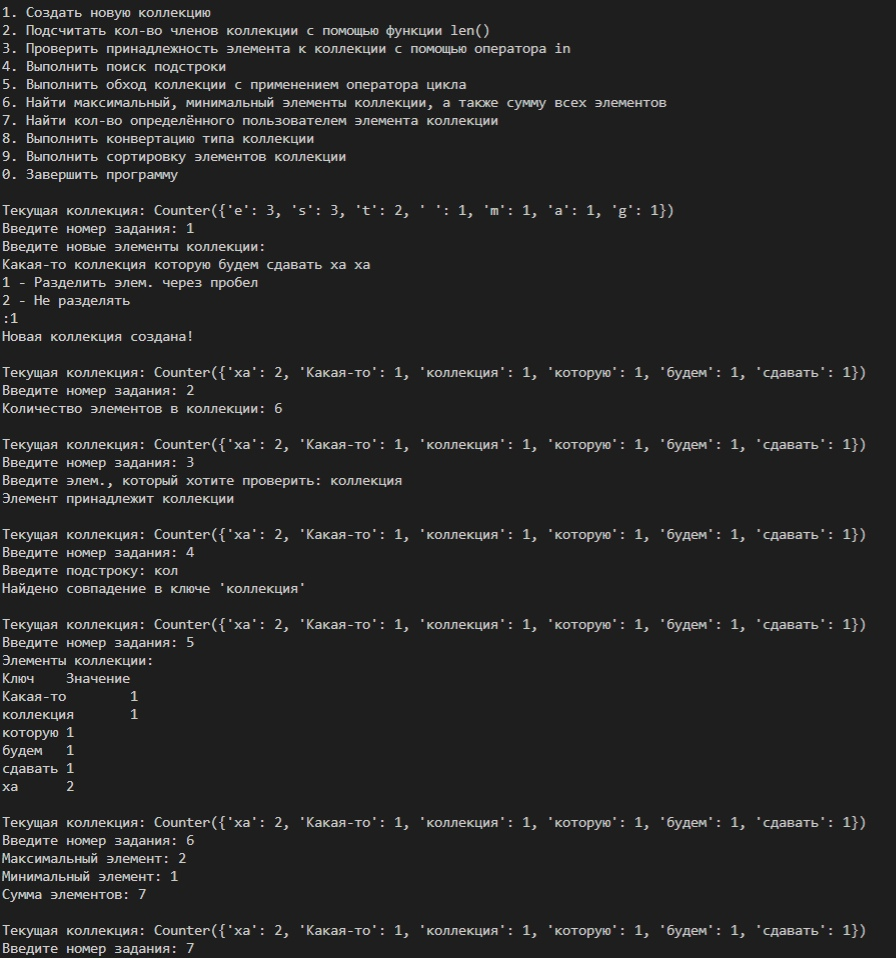 1. Создать новую коллекцию
2. Подсчитать кол-во членов коллекции с помощью функции len()
3. Проверить принадлежность элемента к коллекции с помощью оператора in
4. Выполнить поиск подстроки
5. Выполнить обход коллекции с применением оператора цикла
6. Найти максимальный, минимальный элементы коллекции, а также сумму всех элементов
7. Найти кол-во определённого пользователем элемента коллекции
8. Выполнить конвертацию типа коллекции
9. Выполнить сортировку элементов коллекции
0. Завершить программу
Текущая коллекция: Counter({'e': 3, 's': 3, 't': 2, ' ': 1, 'm': 1, 'a': 1, 'g': 1})
Введите номер задания: 1
Введите новые элементы коллекции:
Какая-то коллекция которую будем сдавать ха ха
1 - Разделить элем. через пробел
2 - Не разделять
:1
Новая коллекция создана!
Текущая коллекция: Counter({'ха': 2, 'Какая-то': 1, 'коллекция': 1, 'которую': 1, 'будем': 1, 'сдавать': 1})
Введите номер задания: 2
Количество элементов в коллекции: 6
Текущая коллекция: Counter({'ха': 2, 'Какая-то': 1, 'коллекция': 1, 'которую': 1, 'будем': 1, 'сдавать': 1})
Введите номер задания: 3
Введите элем., который хотите проверить: коллекция
Элемент принадлежит коллекции
Текущая коллекция: Counter({'ха': 2, 'Какая-то': 1, 'коллекция': 1, 'которую': 1, 'будем': 1, 'сдавать': 1})
Введите номер задания: 4
Введите подстроку: кол
Найдено совпадение в ключе 'коллекция'
Текущая коллекция: Counter({'ха': 2, 'Какая-то': 1, 'коллекция': 1, 'которую': 1, 'будем': 1, 'сдавать': 1})
Введите номер задания: 5
Элементы коллекции:
Ключ    Значение
Какая-то        1
коллекция       1
которую 1
будем   1
сдавать 1
ха      2
Текущая коллекция: Counter({'ха': 2, 'Какая-то': 1, 'коллекция': 1, 'которую': 1, 'будем': 1, 'сдавать': 1})
Введите номер задания: 6
Максимальный элемент: 2
Минимальный элемент: 1
Сумма элементов: 7
Текущая коллекция: Counter({'ха': 2, 'Какая-то': 1, 'коллекция': 1, 'которую': 1, 'будем': 1, 'сдавать': 1})
Введите номер задания: 7